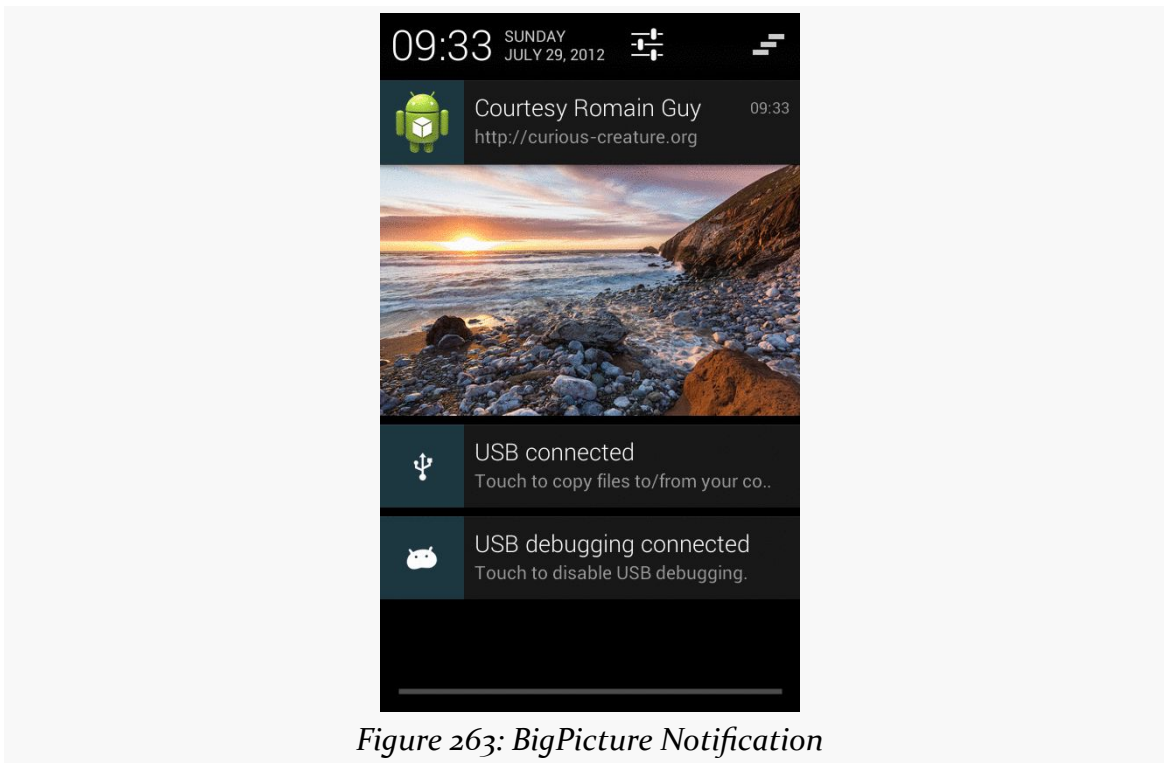 09:33 SUNDAY
JULY 29, 2012
Courtesy Romain Guy 09:33
http://curious-creature.org
USB connected
Touch to copy files to/from your co..
USB debugging connected
Touch to disable USB debugging.
Figure 263: BigPicture Notification